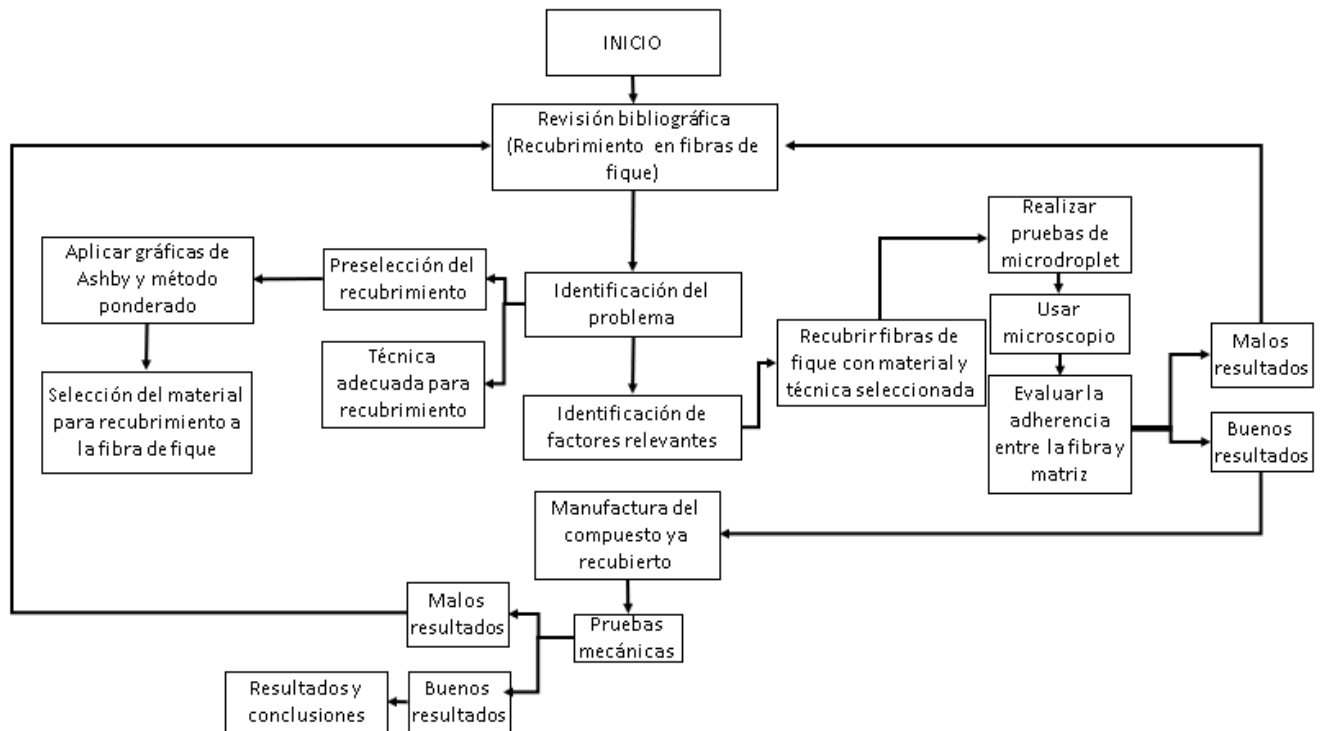 INICIO
Revisión bibliográfica
(Recubrimiento en fibras de
fique)
Identificación del
problema
Preselección del
recubrimiento
Aplicar gráficas de
Ashby y método
ponderado
Selección del material
para recubrimiento a
la fibra de fique
Técnica
adecuada para
recubrimiento
Identificación de
factores relevantes
Recubrir fibras de
fique con material y
técnica seleccionada
Realizar
pruebas de
microdroplet
Usar
microscopio
Evaluar la
adherencia
entre la fibra y
matriz
Malos
resultados
Buenos
resultados
Manufactura del
compuesto ya
recubierto
Pruebas
mecánicas
Malos
resultados
Buenos
resultados
Resultados y
conclusiones